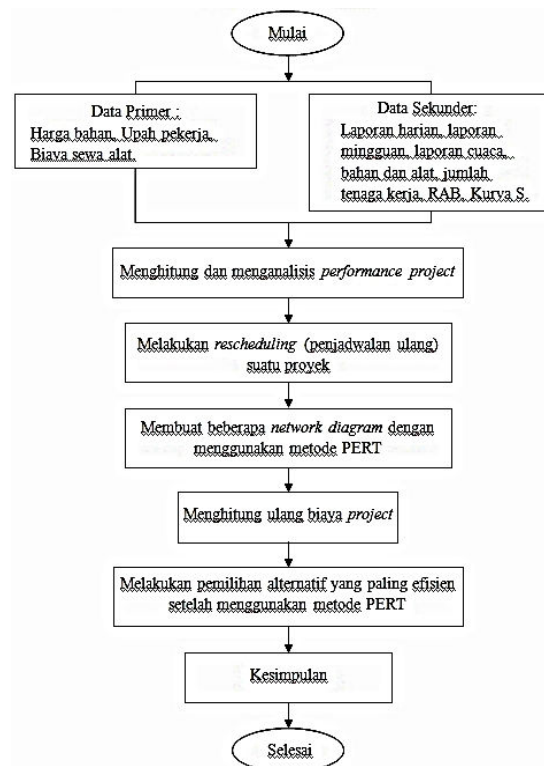 Mulai
Data Primer :
Harga bahan, Upah pekerja,
Biaya sewa alat.
Data Sekunder:
Laporan harian, laporan
mingguan, laporan cuaca,
bahan dan alat, jumlah
tenaga kerja, RAB, Kurva S.
Menghitung dan menganalisis performance project
Melakukan rescheduling (penjadwalan ulang)
suatu proyek
Membuat beberapa network diagram dengan
menggunakan metode PERT
Menghitung ulang biaya project
Melakukan pemilihan alternatif yang paling efisien
setelah menggunakan metode PERT
Kesimpulan
Selesai